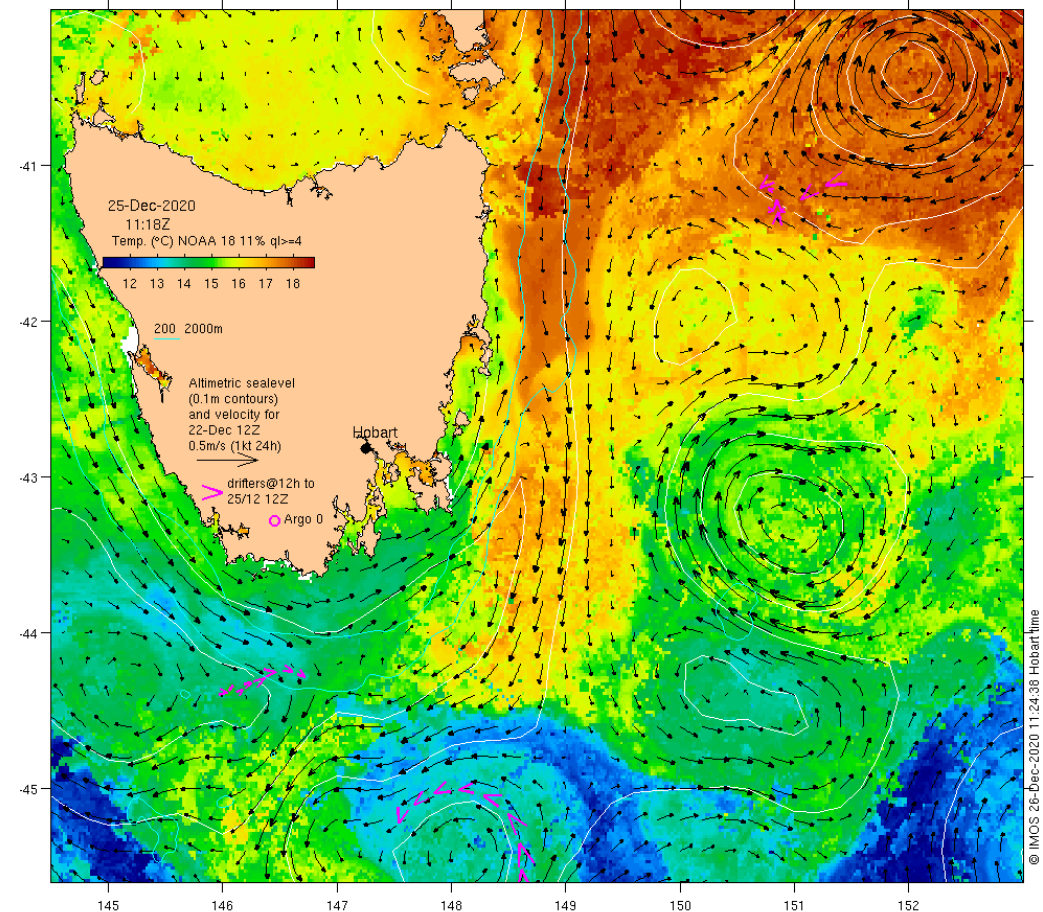 -41
-42
-43
-44
-45
25-Dec-2020
11:18Z
Temp. (°C) NOAA 18 11% ql>=4
12 13 14 15 16 17 18
200 2000m
Altimetric sealevel
(0.1m contours)
and velocity for
22-Dec 12Z
0.5m/s (1kt 24h)
Hobart
drifters@12h to
25/12 12Z
Argo 0
145 146 147 148 149 150 151 152
© IMOS 26-Dec-2020 11:24:38 Hobart time